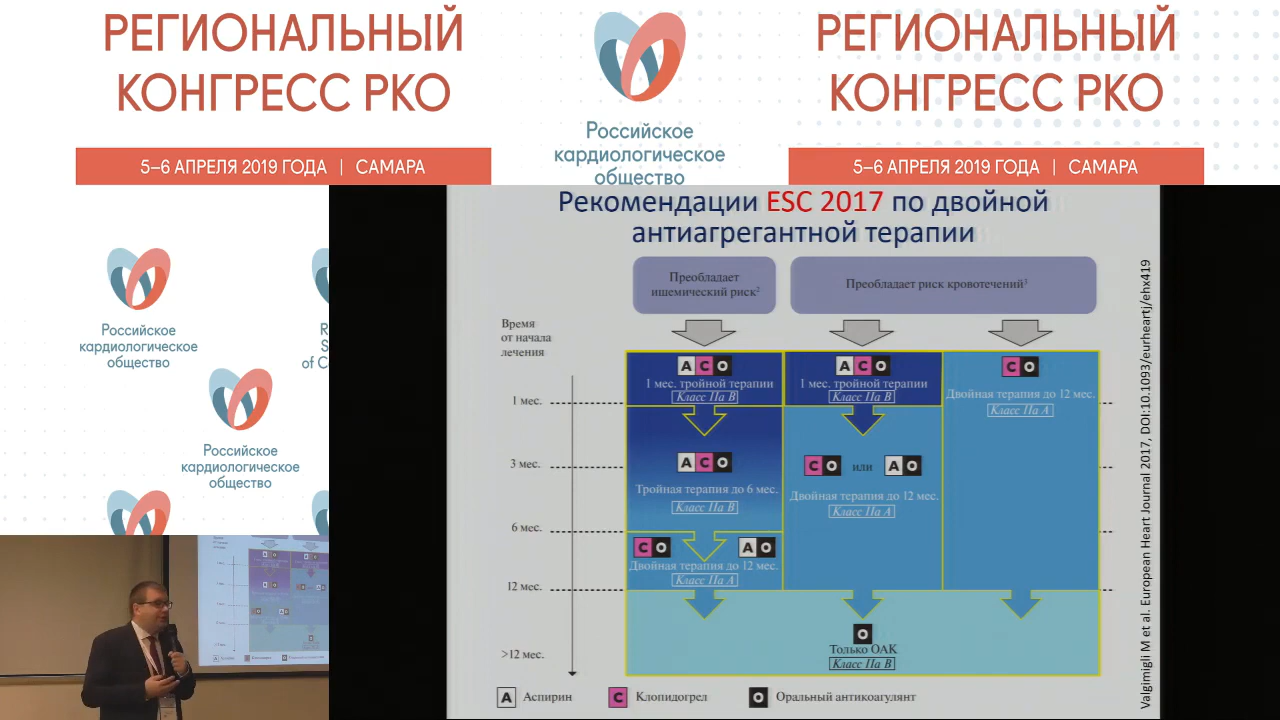 РЕГИОНАЛЬНЫЙ
КОНГРЕСС РКО
5–6 АПРЕЛЯ 2019 ГОДА | САМАРА
Российское
кардиологическое
общество
РЕГИОНАЛЬНЫЙ
КОНГРЕСС РКО
5–6 АПРЕЛЯ 2019 ГОДА | САМАРА
Российское
кардиологическое
общество
R
S
of C
Российское
кардиологическое
общество
Рекомендации ESC 2017 по двойной
антиагрегантной терапии
Преобладает
ишемический риск²
Преобладает риск кровотечений³
Время
от начала
лечения
1 мес.
3 мес.
6 мес.
12 мес.
>12 мес.
A C O
1 мес. тройной терапии
Класс IIa B
A C O
Тройная терапия до 6 мес.
Класс IIa B
C O
A O
Двойная терапия до 12 мес.
Класс IIa A
A C O
1 мес. тройной терапии
Класс IIa B
C O или A O
Двойная терапия до 12 мес.
Класс IIa A
C O
Двойная терапия до 12 мес.
Класс IIa A
O
Только ОАК
Класс IIa B
A Аспирин
C Клопидогрел
O Оральный антикоагулянт
Valgimigli M et al. European Heart Journal 2017, DOI:10.1093/eurheartj/ehx419